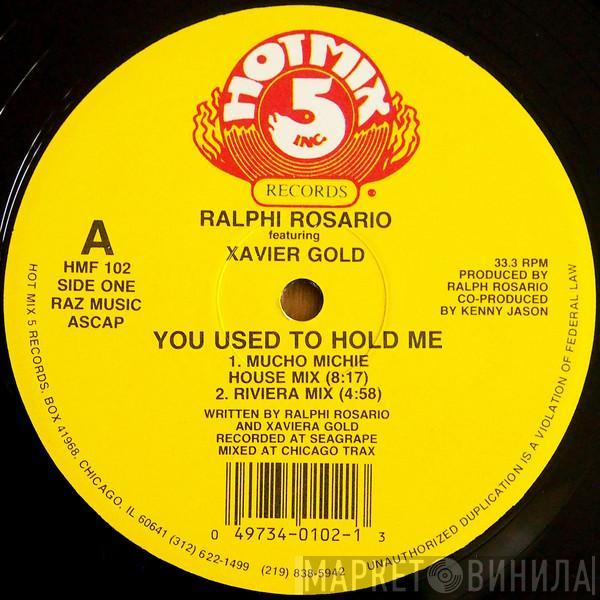 HOT MIX
5
INC.
RECORDS
RALPHI ROSARIO
featuring
XAVIER GOLD
A
HMF 102
SIDE ONE
RAZ MUSIC
ASCAP
33.3 RPM
PRODUCED BY
RALPH ROSARIO
CO-PRODUCED
BY KENNY JASON
YOU USED TO HOLD ME
1. MUCHO MICHIE
HOUSE MIX (8:17)
2. RIVIERA MIX (4:58)
WRITTEN BY RALPHI ROSARIO
AND XAVIERA GOLD
RECORDED AT SEAGRAPE
MIXED AT CHICAGO TRAX
0 49734-0102-1 3
HOT MIX 5 RECORDS, BOX 41968, CHICAGO, IL 60641 (312) 622-1499 (219) 838-5942 UNAUTHORIZED DUPLICATION IS A VIOLATION OF FEDERAL LAW
МАРКЕТ ВИНИЛА